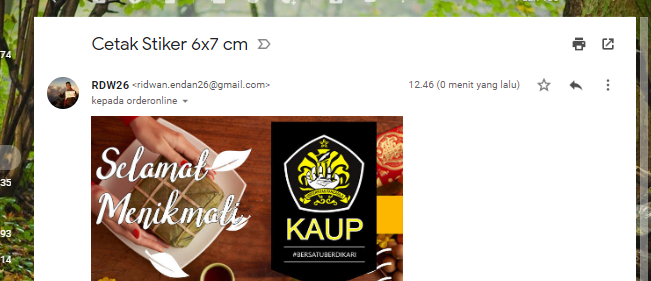 74
Cetak Stiker 6x7 cm
RDW26 <ridwan.endan26@gmail.com> 12.46 (0 menit yang lalu)
kepada orderonline
Selamat
Menikmati
KAUP
#BERSATUBERDIKARI
35
93
14